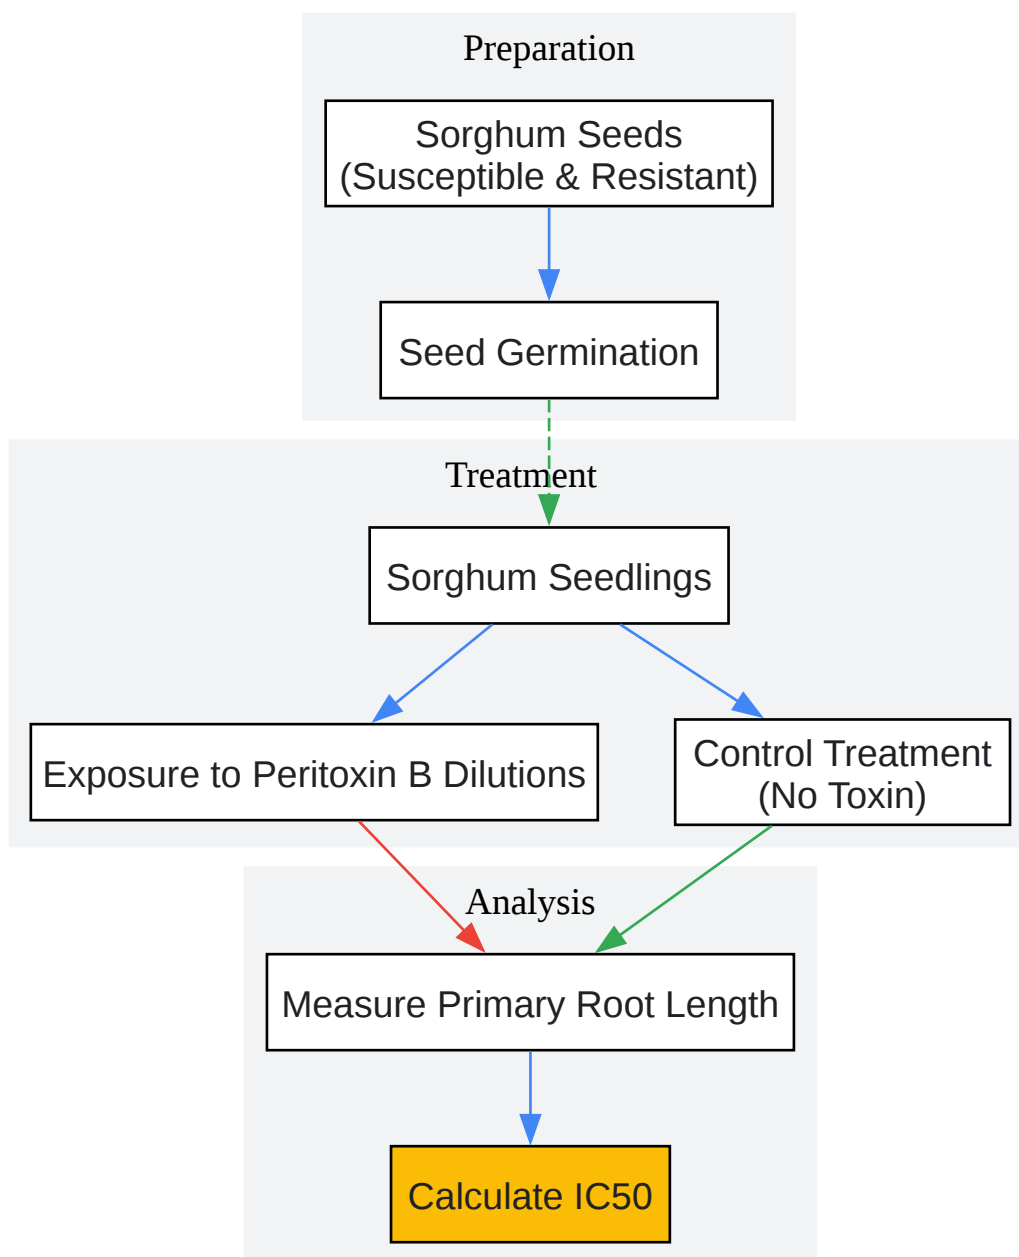 Preparation
Sorghum Seeds
(Susceptible & Resistant)
Seed Germination
Treatment
Sorghum Seedlings
Exposure to Peritoxin B Dilutions
Control Treatment
(No Toxin)
Analysis
Measure Primary Root Length
Calculate IC50